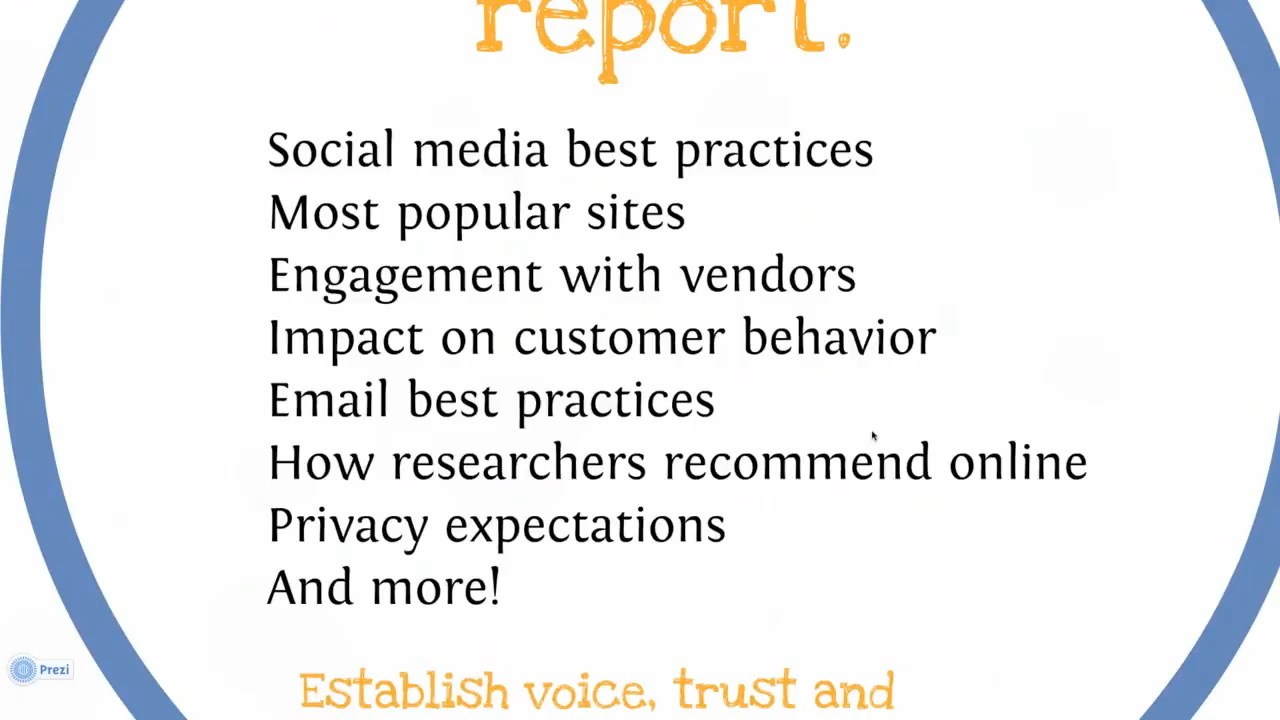 report.
Social media best practices
Most popular sites
Engagement with vendors
Impact on customer behavior
Email best practices
How researchers recommend online
Privacy expectations
And more!
Prezi
Establish voice, trust and